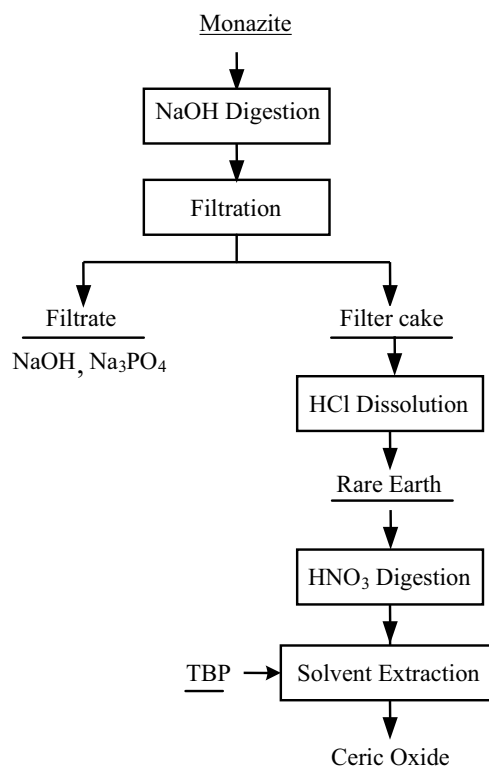 Monazite
NaOH Digestion
Filtration
Filtrate
NaOH, Na₃PO₄
Filter cake
HCl Dissolution
Rare Earth
HNO₃ Digestion
TBP
Solvent Extraction
Ceric Oxide